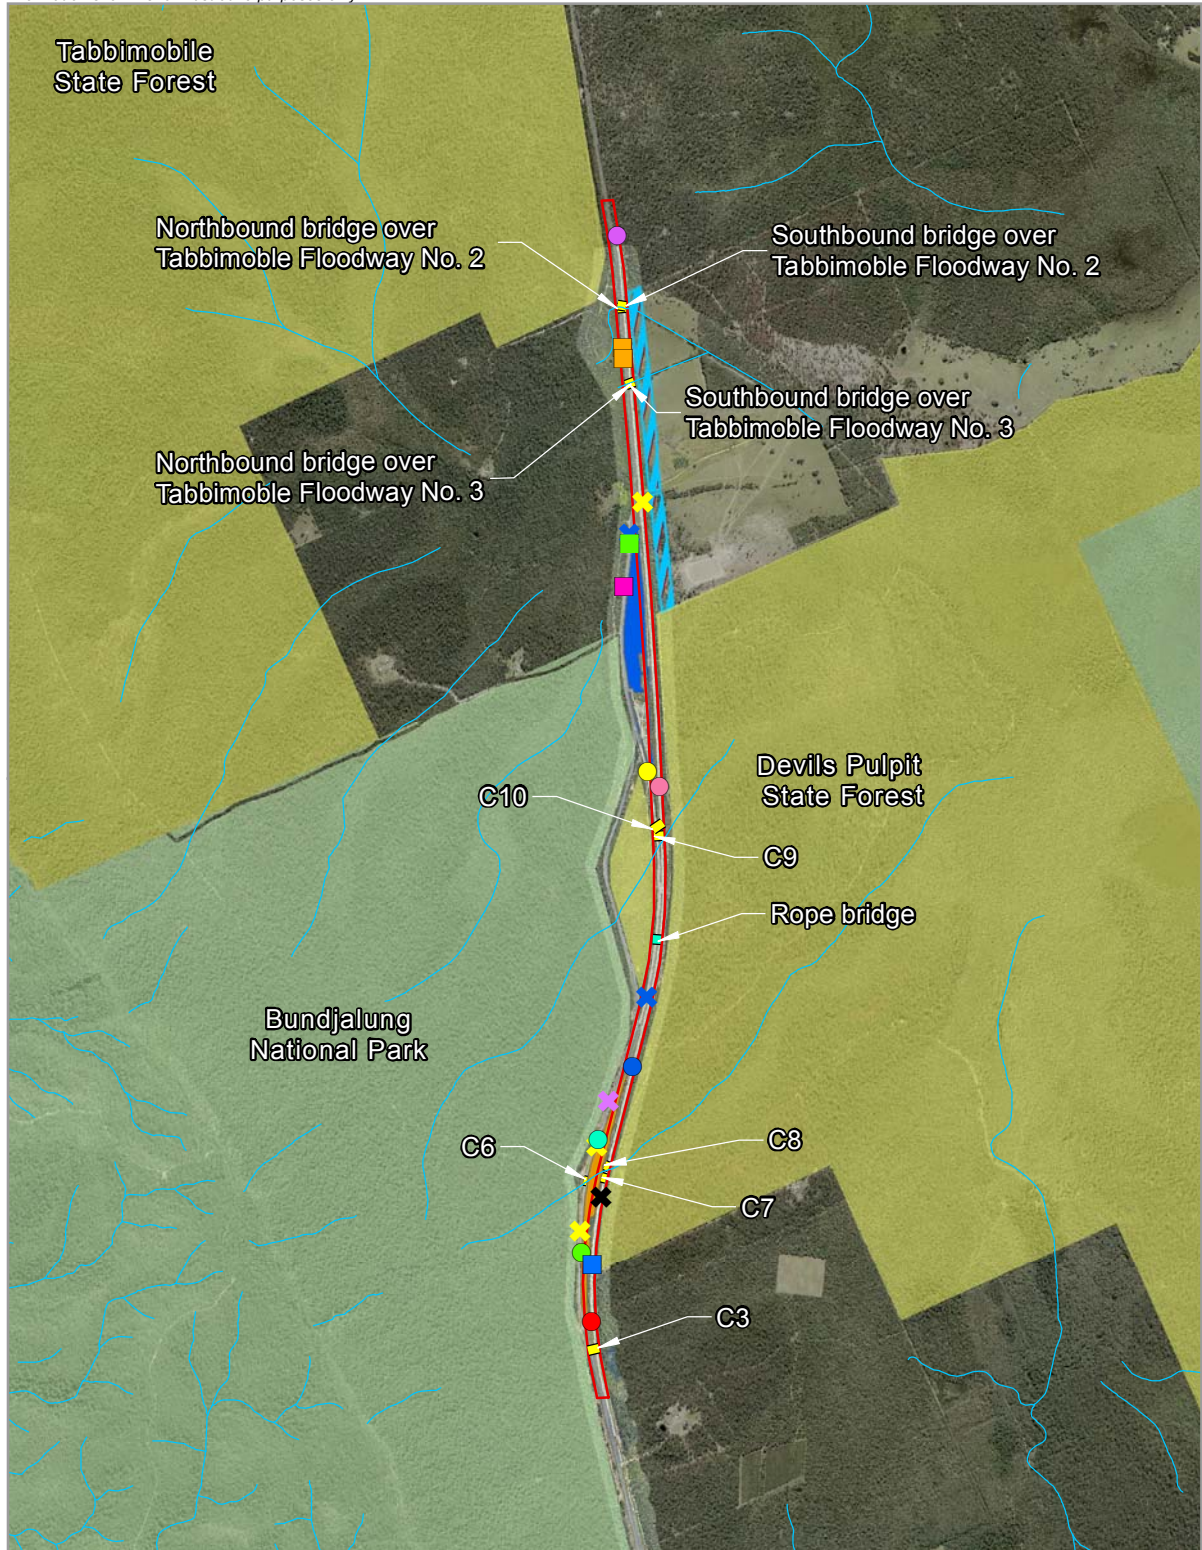 Tabbimobile
State Forest
Northbound bridge over
Tabbimoble Floodway No. 2
Southbound bridge over
Tabbimoble Floodway No. 2
Southbound bridge over
Tabbimoble Floodway No. 3
Northbound bridge over
Tabbimoble Floodway No. 3
Devils Pulpit
State Forest
C10
C9
Rope bridge
Bundjalung
National Park
C6
C8
C7
C3